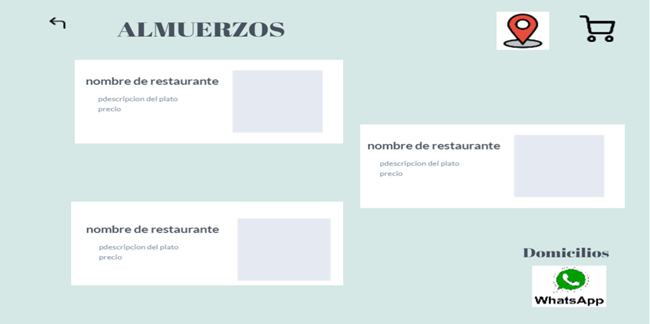 ALMUERZOS
nombre de restaurante
pdescripcion del plato
precio
nombre de restaurante
pdescripcion del plato
precio
nombre de restaurante
pdescripcion del plato
precio
Domicilios
WhatsApp